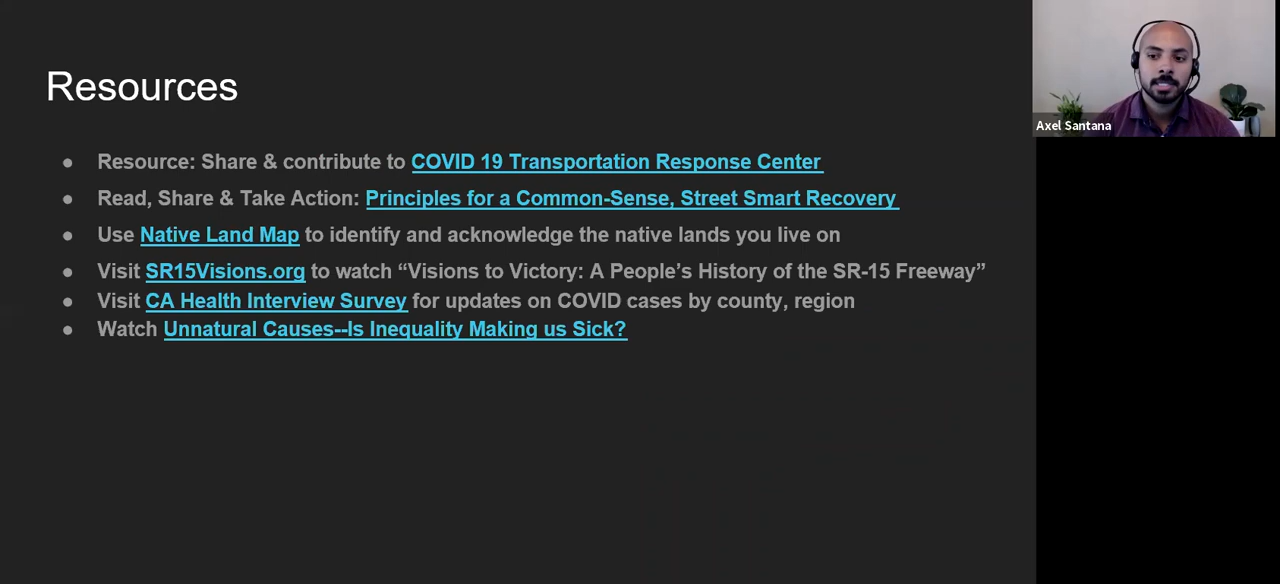 Resources
● Resource: Share & contribute to COVID 19 Transportation Response Center
● Read, Share & Take Action: Principles for a Common-Sense, Street Smart Recovery
● Use Native Land Map to identify and acknowledge the native lands you live on
● Visit SR15Visions.org to watch “Visions to Victory: A People’s History of the SR-15 Freeway”
● Visit CA Health Interview Survey for updates on COVID cases by county, region
● Watch Unnatural Causes--Is Inequality Making us Sick?
Axel Santana